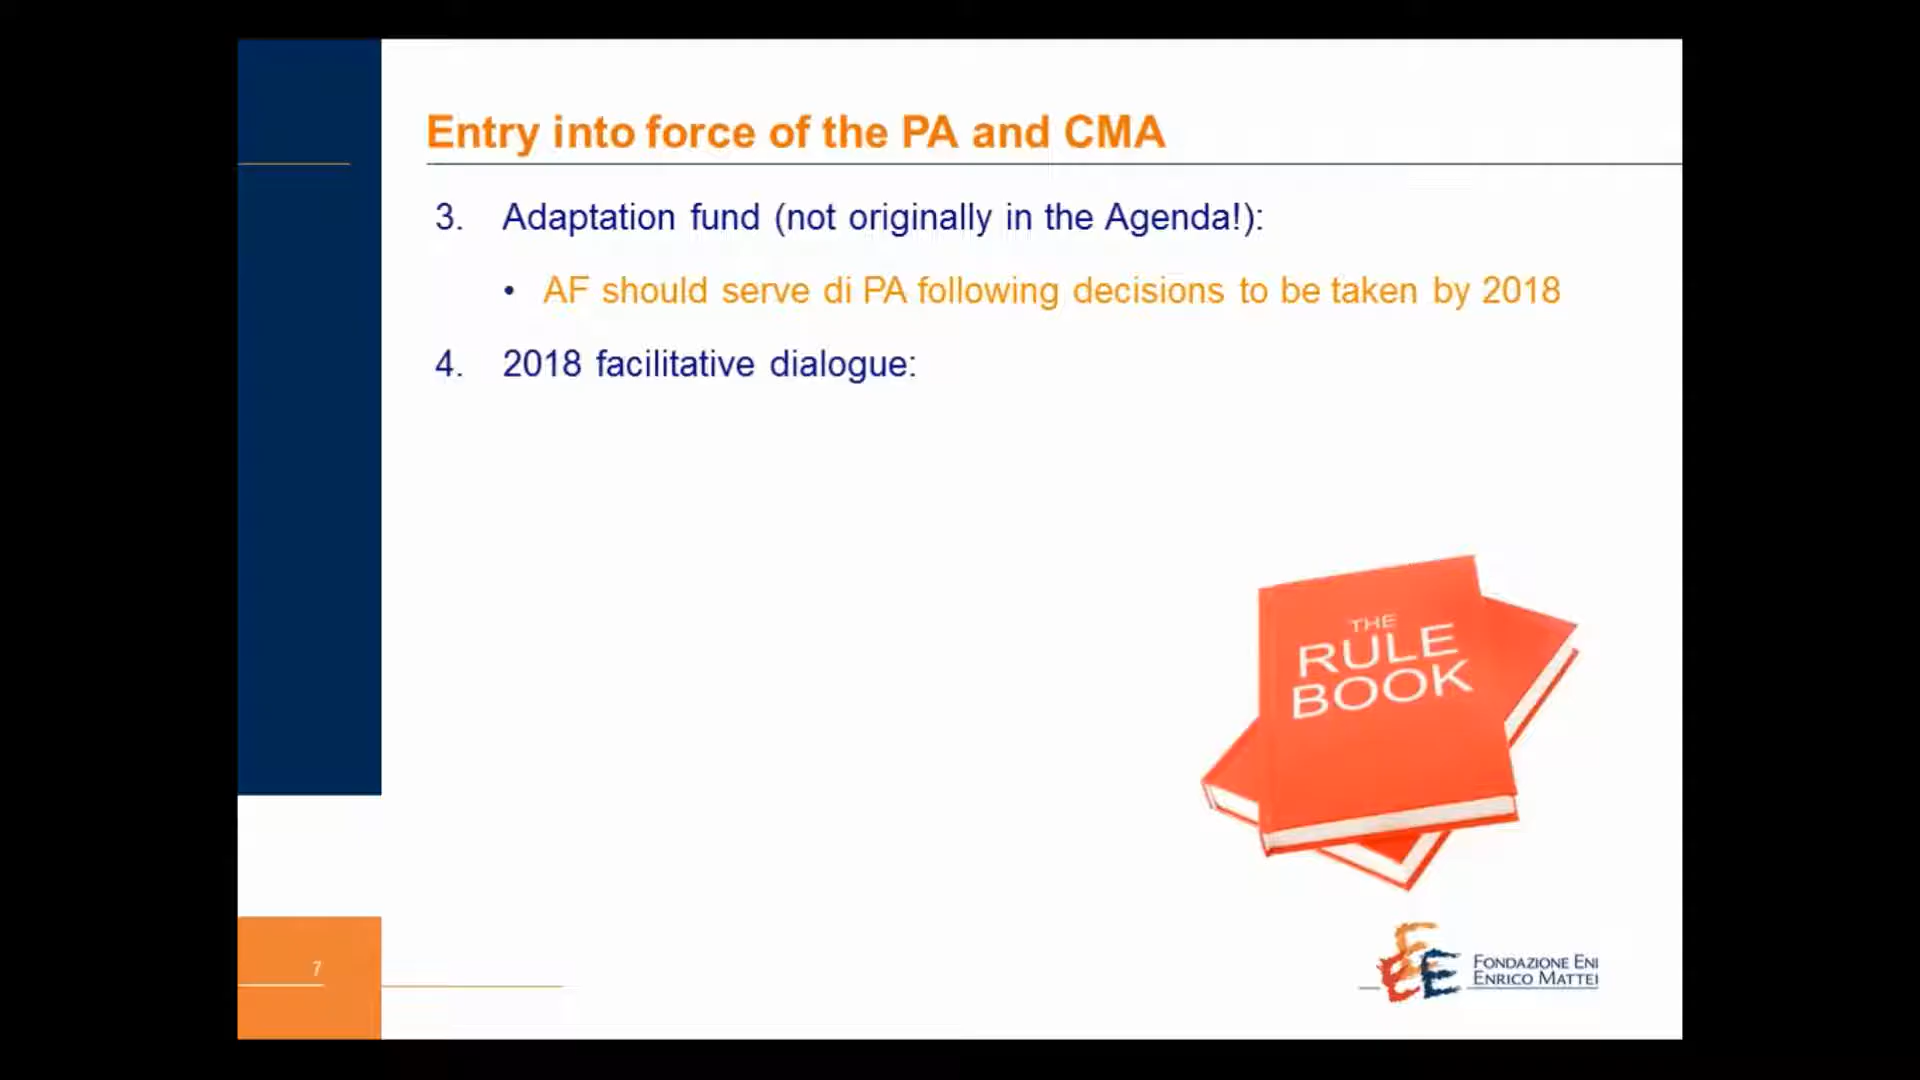 Entry into force of the PA and CMA
3. Adaptation fund (not originally in the Agenda!):
• AF should serve di PA following decisions to be taken by 2018
4. 2018 facilitative dialogue:
THE
RULE
BOOK
FONDAZIONE ENI
ENRICO MATTEI
7